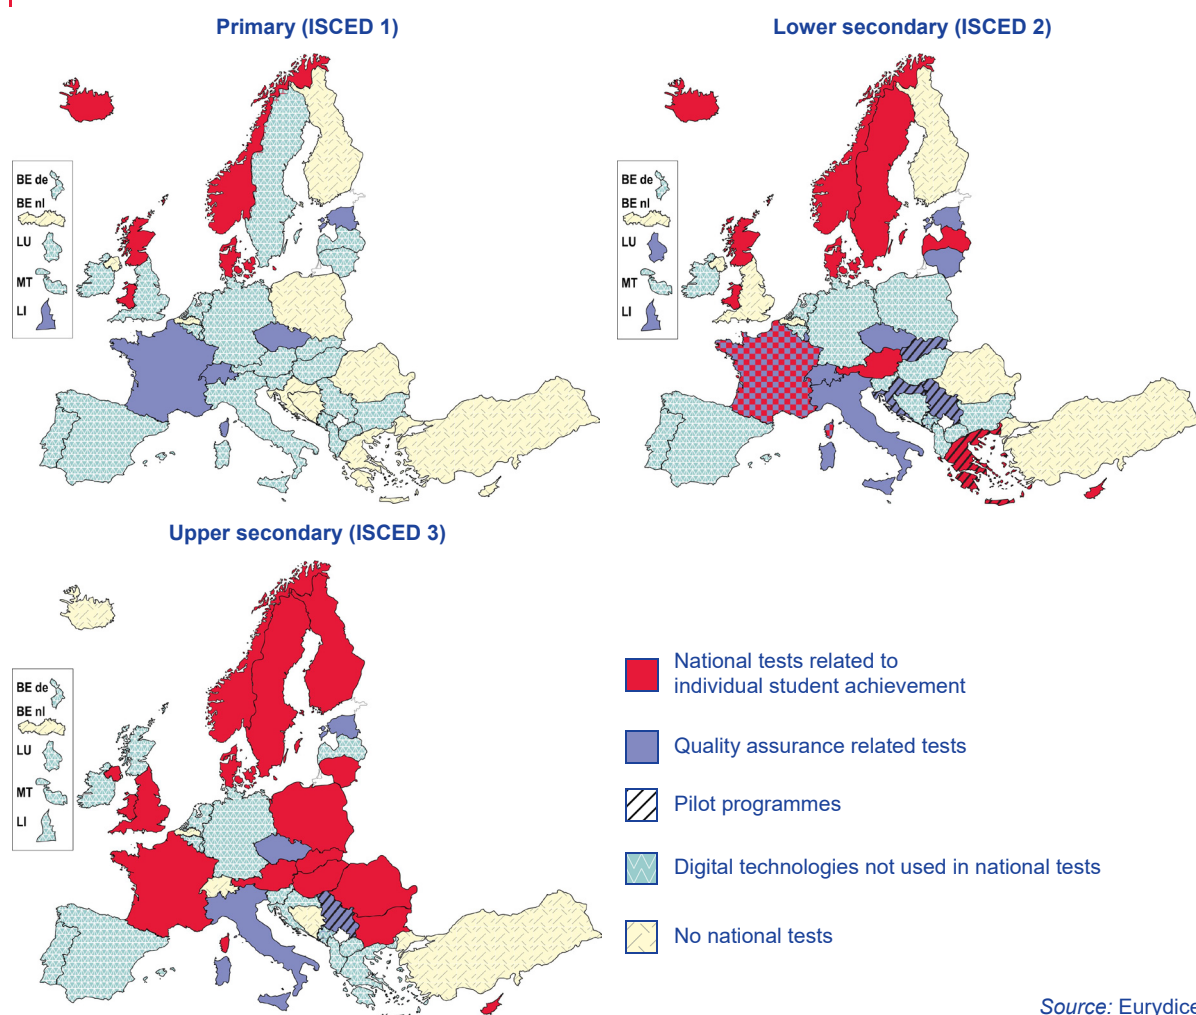 Primary (ISCED 1)
Lower secondary (ISCED 2)
BE de
BE nl
LU
MT
LI
BE de
BE nl
LU
MT
LI
Upper secondary (ISCED 3)
BE de
BE nl
LU
MT
LI
National tests related to
individual student achievement
Quality assurance related tests
Pilot programmes
Digital technologies not used in national tests
No national tests
Source: Eurydice